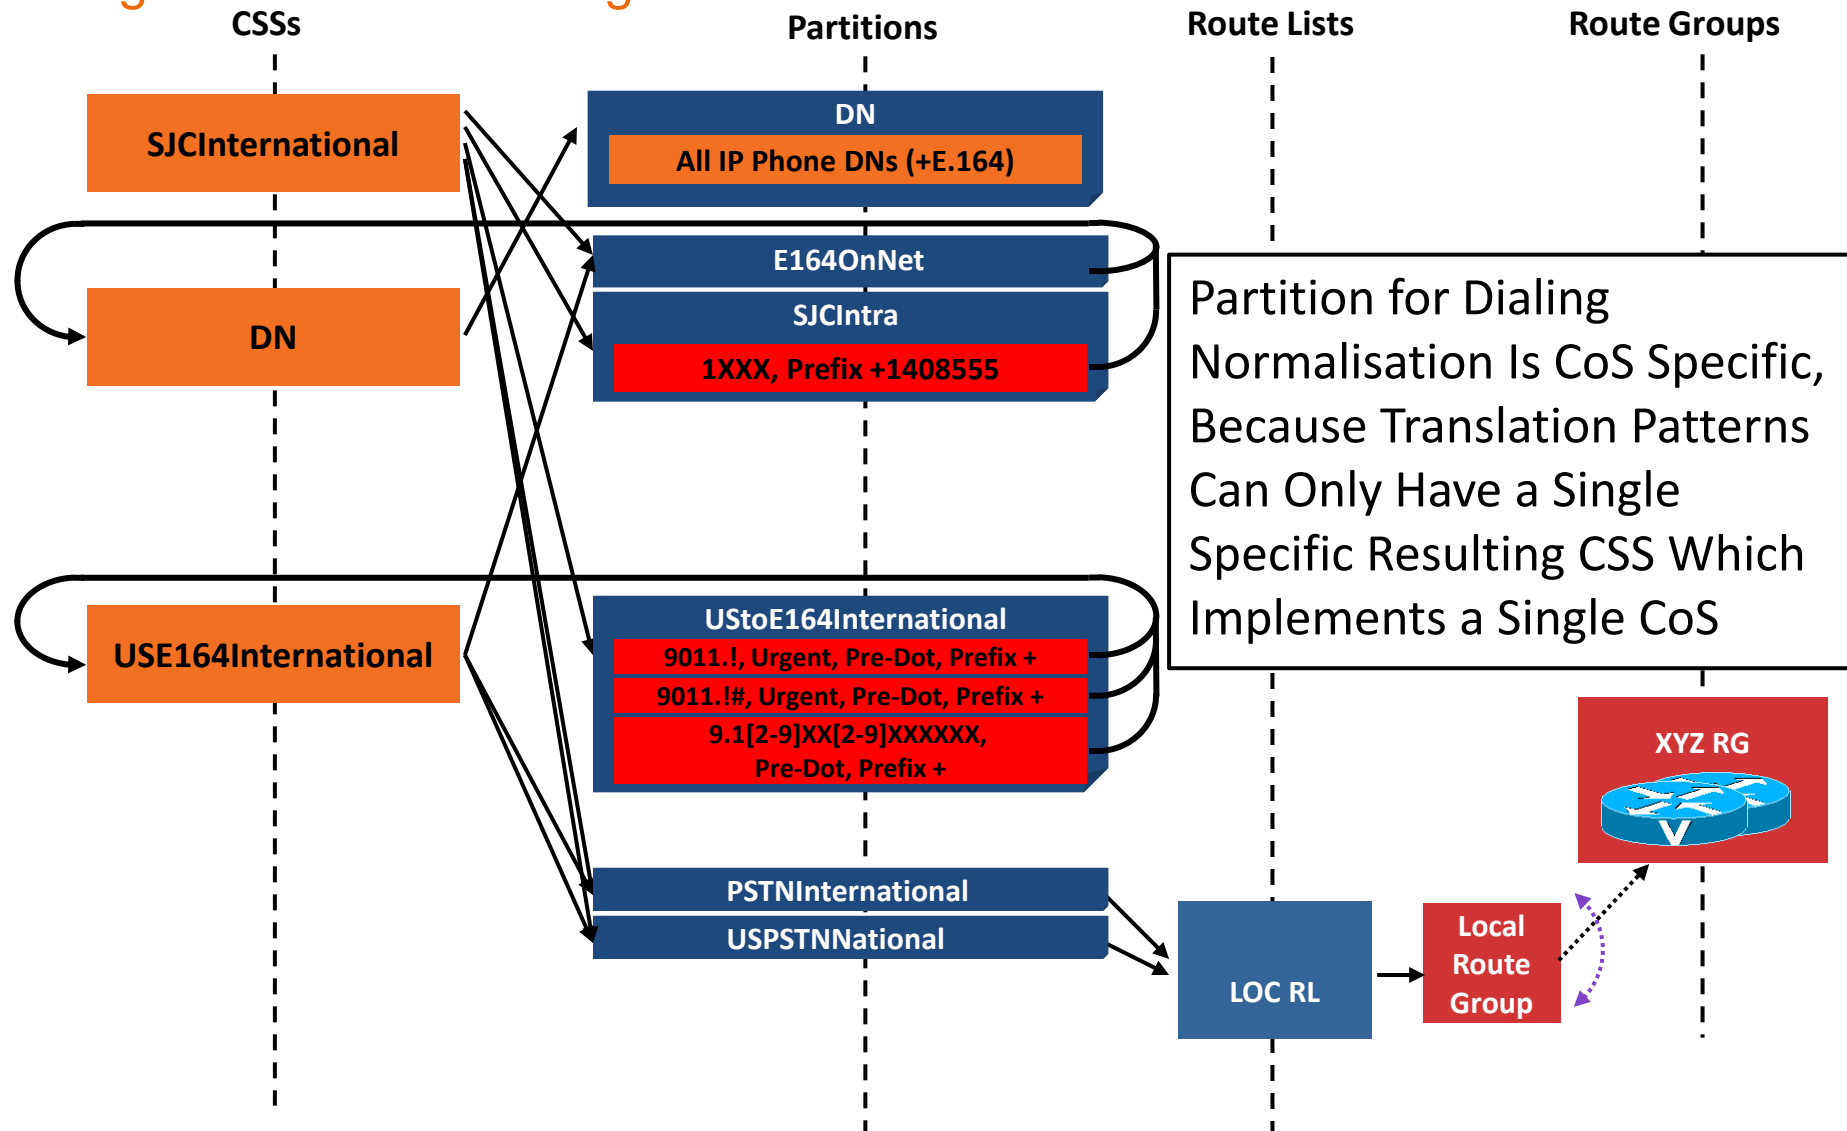 CSSs
Partitions
Route Lists
Route Groups
SJCInternational
DN
All IP Phone DNs (+E.164)
E164OnNet
SJCIntra
1XXX, Prefix +1408555
DN
Partition for Dialing
Normalisation Is CoS Specific,
Because Translation Patterns
Can Only Have a Single
Specific Resulting CSS Which
Implements a Single CoS
USE164International
UStoE164International
9011.!, Urgent, Pre-Dot, Prefix +
9011.!#, Urgent, Pre-Dot, Prefix +
9.1[2-9]XX[2-9]XXXXXX,
Pre-Dot, Prefix +
XYZ RG
V
PSTNInternational
USPSTNNational
LOC RL
Local
Route
Group